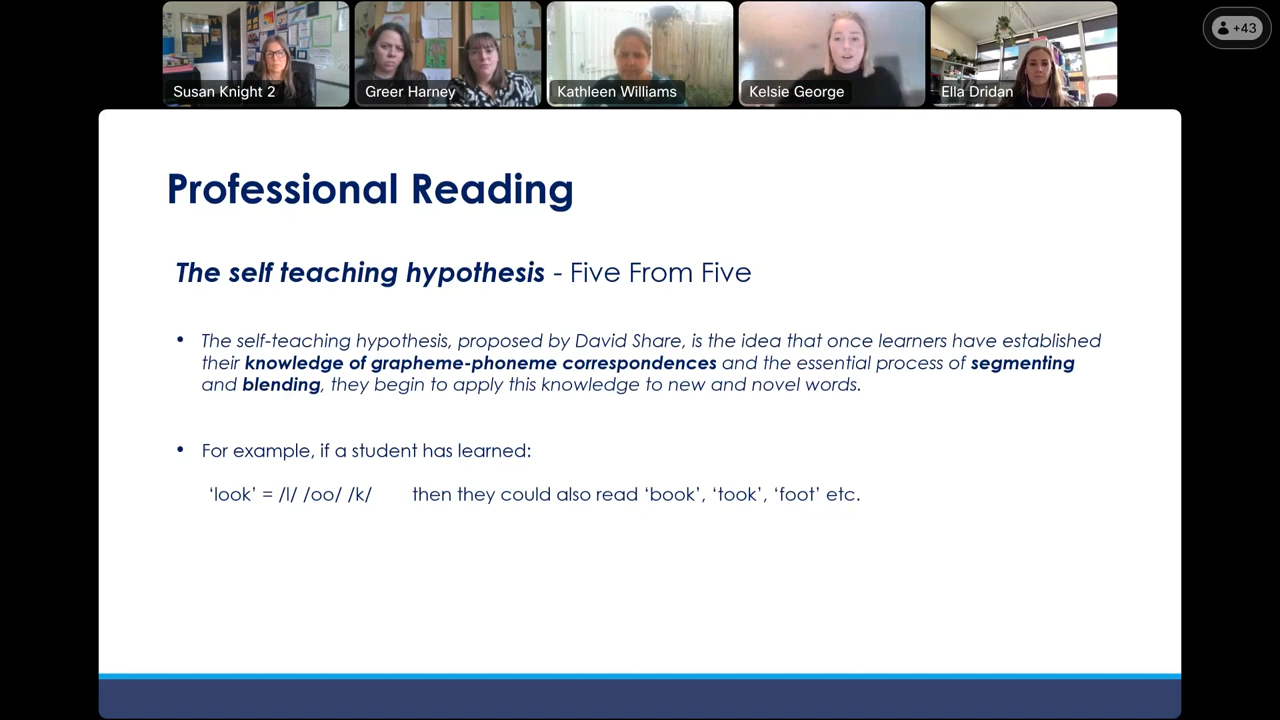 Susan Knight 2
Greer Harney
Kathleen Williams
Kelsie George
Ella Dridan
+43
Professional Reading
The self teaching hypothesis - Five From Five
• The self-teaching hypothesis, proposed by David Share, is the idea that once learners have established
their knowledge of grapheme-phoneme correspondences and the essential process of segmenting
and blending, they begin to apply this knowledge to new and novel words.
• For example, if a student has learned:
‘look’ = /l/ /oo/ /k/ then they could also read ‘book’, ‘took’, ‘foot’ etc.